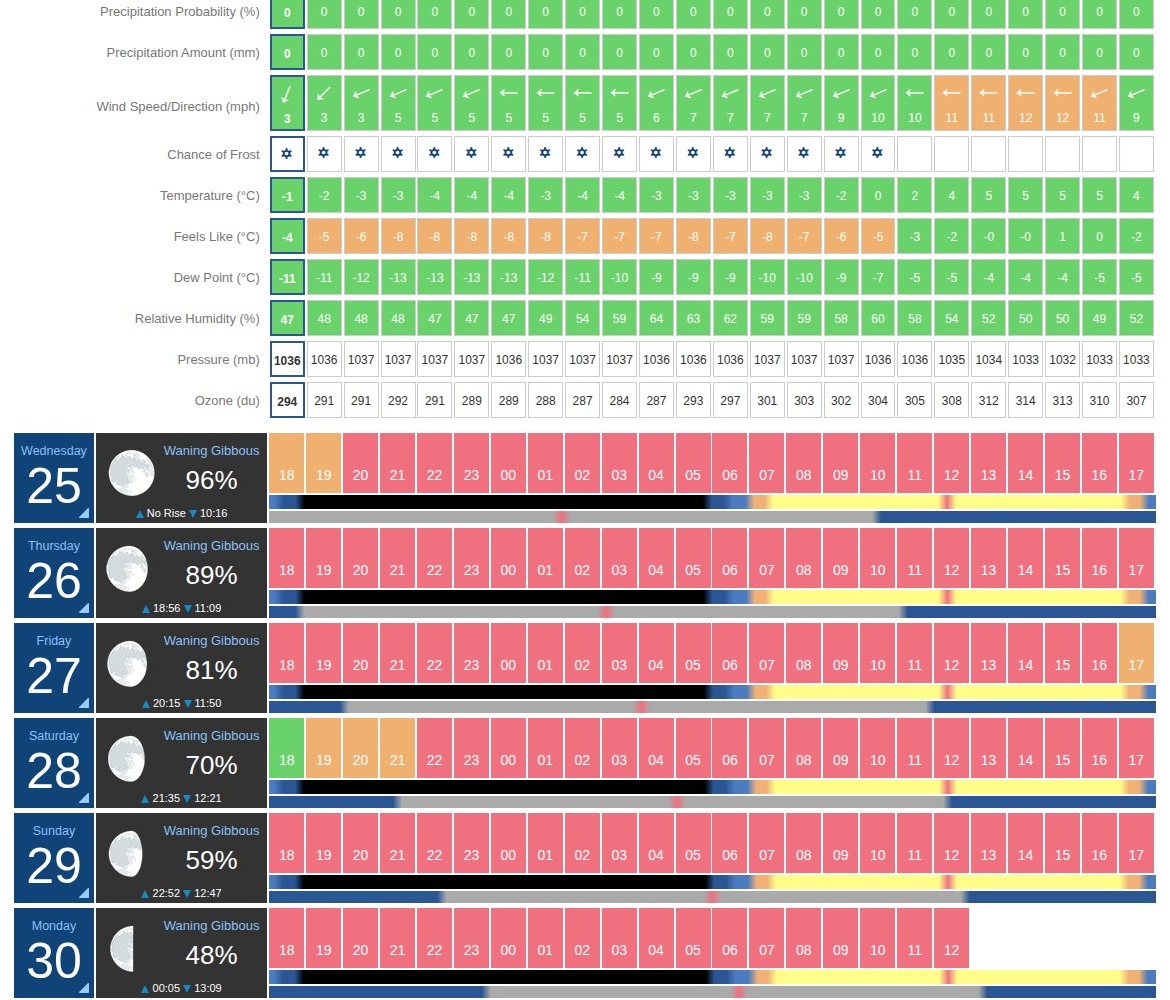 Precipitation Probability (%) 0 0 0 0 0 0 0 0 0 0 0 0 0 0 0 0 0 0 0 0 0 0 0 0
Precipitation Amount (mm) 0 0 0 0 0 0 0 0 0 0 0 0 0 0 0 0 0 0 0 0 0 0 0 0
Wind Speed/Direction (mph) 3 3 3 5 5 5 5 5 5 5 6 7 7 7 7 9 10 10 11 11 12 12 11 9
Chance of Frost
Temperature (°C) -1 -2 -3 -3 -4 -4 -4 -3 -4 -4 -3 -3 -3 -3 -3 -2 0 2 4 5 5 5 5 4
Feels Like (°C) -4 -5 -6 -8 -8 -8 -8 -8 -7 -7 -7 -8 -7 -8 -7 -6 -5 -3 -2 -0 -0 1 0 -2
Dew Point (°C) -11 -11 -12 -13 -13 -13 -13 -12 -11 -10 -9 -9 -9 -10 -10 -9 -7 -5 -5 -4 -4 -4 -5 -5
Relative Humidity (%) 47 48 48 48 47 47 47 49 54 59 64 63 62 59 59 58 60 58 54 52 50 50 49 52
Pressure (mb) 1036 1036 1037 1037 1037 1037 1036 1037 1037 1037 1036 1036 1036 1037 1037 1037 1036 1036 1035 1034 1033 1032 1033 1033
Ozone (du) 294 291 291 292 291 289 289 288 287 284 287 293 297 301 303 302 304 305 308 312 314 313 310 307
Wednesday Waning Gibbous
25 96% 18 19 20 21 22 23 00 01 02 03 04 05 06 07 08 09 10 11 12 13 14 15 16 17
▲ No Rise ▼ 10:16
Thursday Waning Gibbous
26 89% 18 19 20 21 22 23 00 01 02 03 04 05 06 07 08 09 10 11 12 13 14 15 16 17
▲ 18:56 ▼ 11:09
Friday Waning Gibbous
27 81% 18 19 20 21 22 23 00 01 02 03 04 05 06 07 08 09 10 11 12 13 14 15 16 17
▲ 20:15 ▼ 11:50
Saturday Waning Gibbous
28 70% 18 19 20 21 22 23 00 01 02 03 04 05 06 07 08 09 10 11 12 13 14 15 16 17
▲ 21:35 ▼ 12:21
Sunday Waning Gibbous
29 59% 18 19 20 21 22 23 00 01 02 03 04 05 06 07 08 09 10 11 12 13 14 15 16 17
▲ 22:52 ▼ 12:47
Monday Waning Gibbous
30 48% 18 19 20 21 22 23 00 01 02 03 04 05 06 07 08 09 10 11 12
▲ 00:05 ▼ 13:09